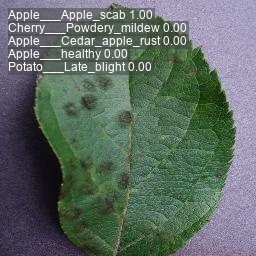 Apple___Apple_scab 1.00
Cherry___Powdery_mildew 0.00
Apple___Cedar_apple_rust 0.00
Apple___healthy 0.00
Potato___Late_blight 0.00